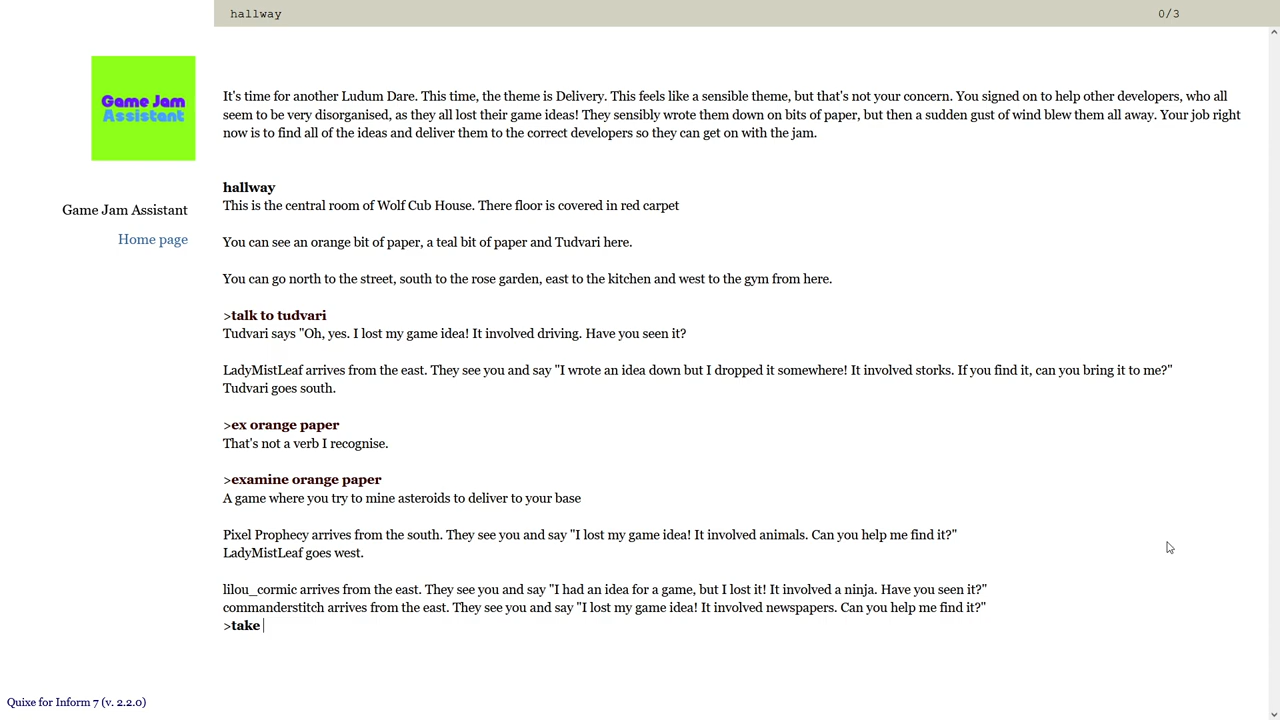 hallway 0/3
Game Jam
Assistant
Game Jam Assistant
Home page
It's time for another Ludum Dare. This time, the theme is Delivery. This feels like a sensible theme, but that's not your concern. You signed on to help other developers, who all
seem to be very disorganised, as they all lost their game ideas! They sensibly wrote them down on bits of paper, but then a sudden gust of wind blew them all away. Your job right
now is to find all of the ideas and deliver them to the correct developers so they can get on with the jam.
hallway
This is the central room of Wolf Cub House. There floor is covered in red carpet
You can see an orange bit of paper, a teal bit of paper and Tudvari here.
You can go north to the street, south to the rose garden, east to the kitchen and west to the gym from here.
>talk to tudvari
Tudvari says "Oh, yes. I lost my game idea! It involved driving. Have you seen it?
LadyMistLeaf arrives from the east. They see you and say "I wrote an idea down but I dropped it somewhere! It involved storks. If you find it, can you bring it to me?"
Tudvari goes south.
>ex orange paper
That's not a verb I recognise.
>examine orange paper
A game where you try to mine asteroids to deliver to your base
Pixel Prophecy arrives from the south. They see you and say "I lost my game idea! It involved animals. Can you help me find it?"
LadyMistLeaf goes west.
lilou_cormic arrives from the east. They see you and say "I had an idea for a game, but I lost it! It involved a ninja. Have you seen it?"
commanderstitch arrives from the east. They see you and say "I lost my game idea! It involved newspapers. Can you help me find it?"
>take
Quixe for Inform 7 (v. 2.2.0)